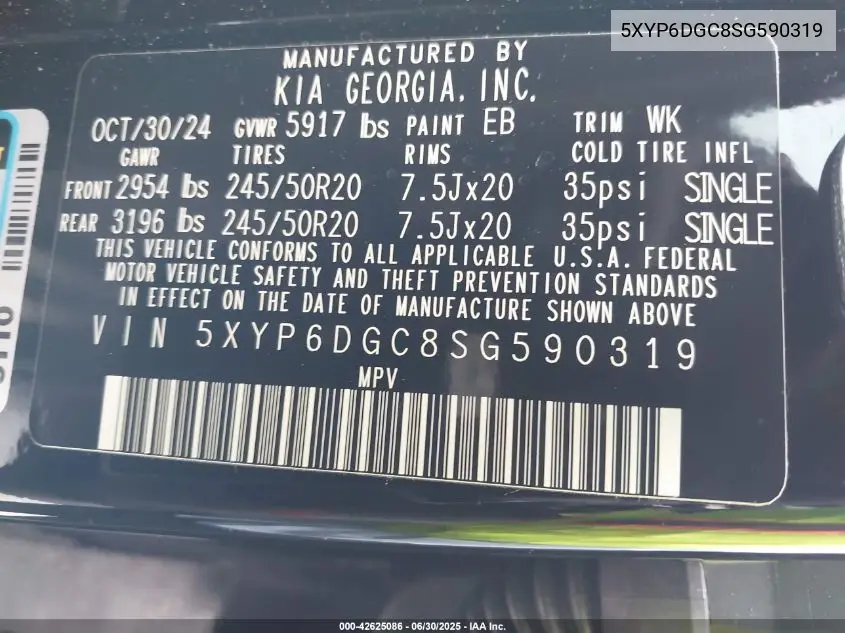 5XYP6DGC8SG590319
MANUFACTURED BY
KIA GEORGIA, INC.
OCT/30/24 GVWR 5917 lbs PAINT EB TRIM WK
GAWR TIRES RIMS COLD TIRE INFL
FRONT 2954 lbs 245/50R20 7.5Jx20 35psi SINGLE
REAR 3196 lbs 245/50R20 7.5Jx20 35psi SINGLE
THIS VEHICLE CONFORMS TO ALL APPLICABLE U.S.A. FEDERAL
MOTOR VEHICLE SAFETY AND THEFT PREVENTION STANDARDS
IN EFFECT ON THE DATE OF MANUFACTURE SHOWN ABOVE
VIN 5XYP6DGC8SG590319
MPV
000-42625086 - 06/30/2025 - IAA Inc.